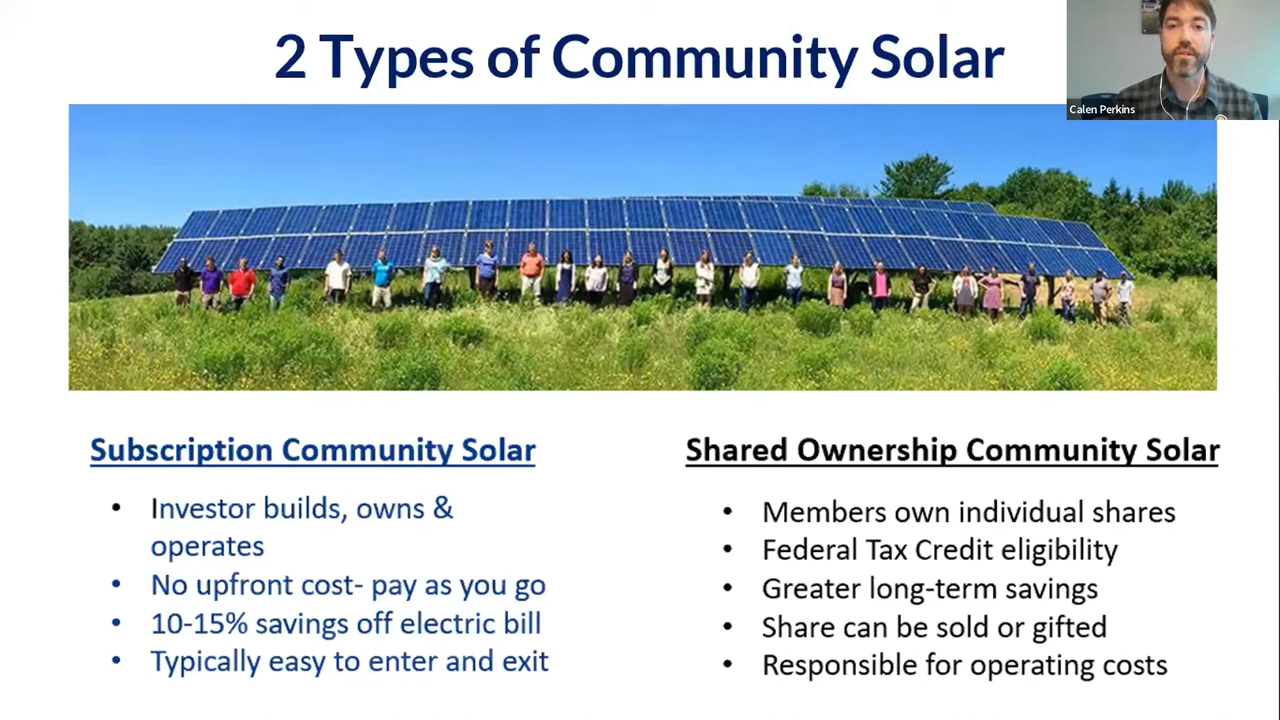 2 Types of Community Solar
Calen Perkins
Subscription Community Solar
• Investor builds, owns &
operates
• No upfront cost- pay as you go
• 10-15% savings off electric bill
• Typically easy to enter and exit
Shared Ownership Community Solar
• Members own individual shares
• Federal Tax Credit eligibility
• Greater long-term savings
• Share can be sold or gifted
• Responsible for operating costs